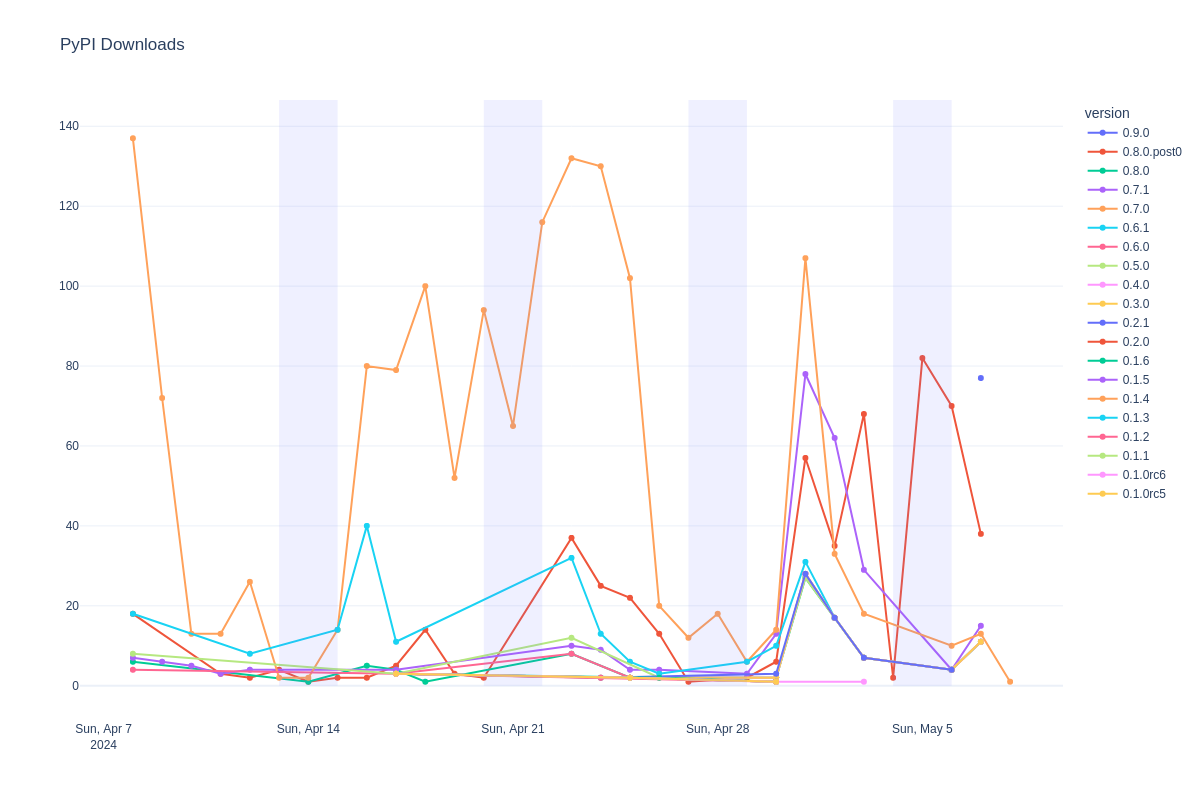 PyPI Downloads
140
120
100
80
60
40
20
0
Sun, Apr 7
2024
Sun, Apr 14
Sun, Apr 21
Sun, Apr 28
Sun, May 5
version
0.9.0
0.8.0.post0
0.8.0
0.7.1
0.7.0
0.6.1
0.6.0
0.5.0
0.4.0
0.3.0
0.2.1
0.2.0
0.1.6
0.1.5
0.1.4
0.1.3
0.1.2
0.1.1
0.1.0rc6
0.1.0rc5